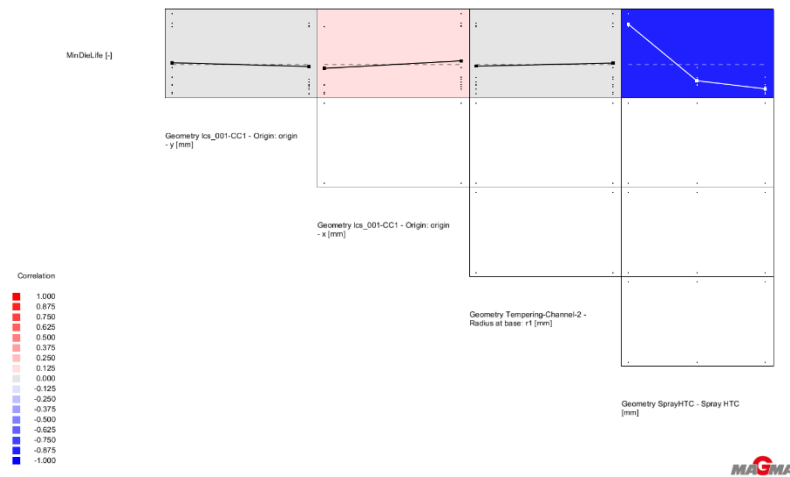 MinDieLife [-]
Geometry lcs_001-CC1 - Origin: origin
- y [mm]
Geometry lcs_001-CC1 - Origin: origin
- x [mm]
Geometry Tempering-Channel-2 -
Radius at base: r1 [mm]
Geometry SprayHTC - Spray HTC
[mm]
Correlation
1.000
0.875
0.750
0.625
0.500
0.375
0.250
0.125
0.000
-0.125
-0.250
-0.375
-0.500
-0.625
-0.750
-0.875
-1.000
MAGMA